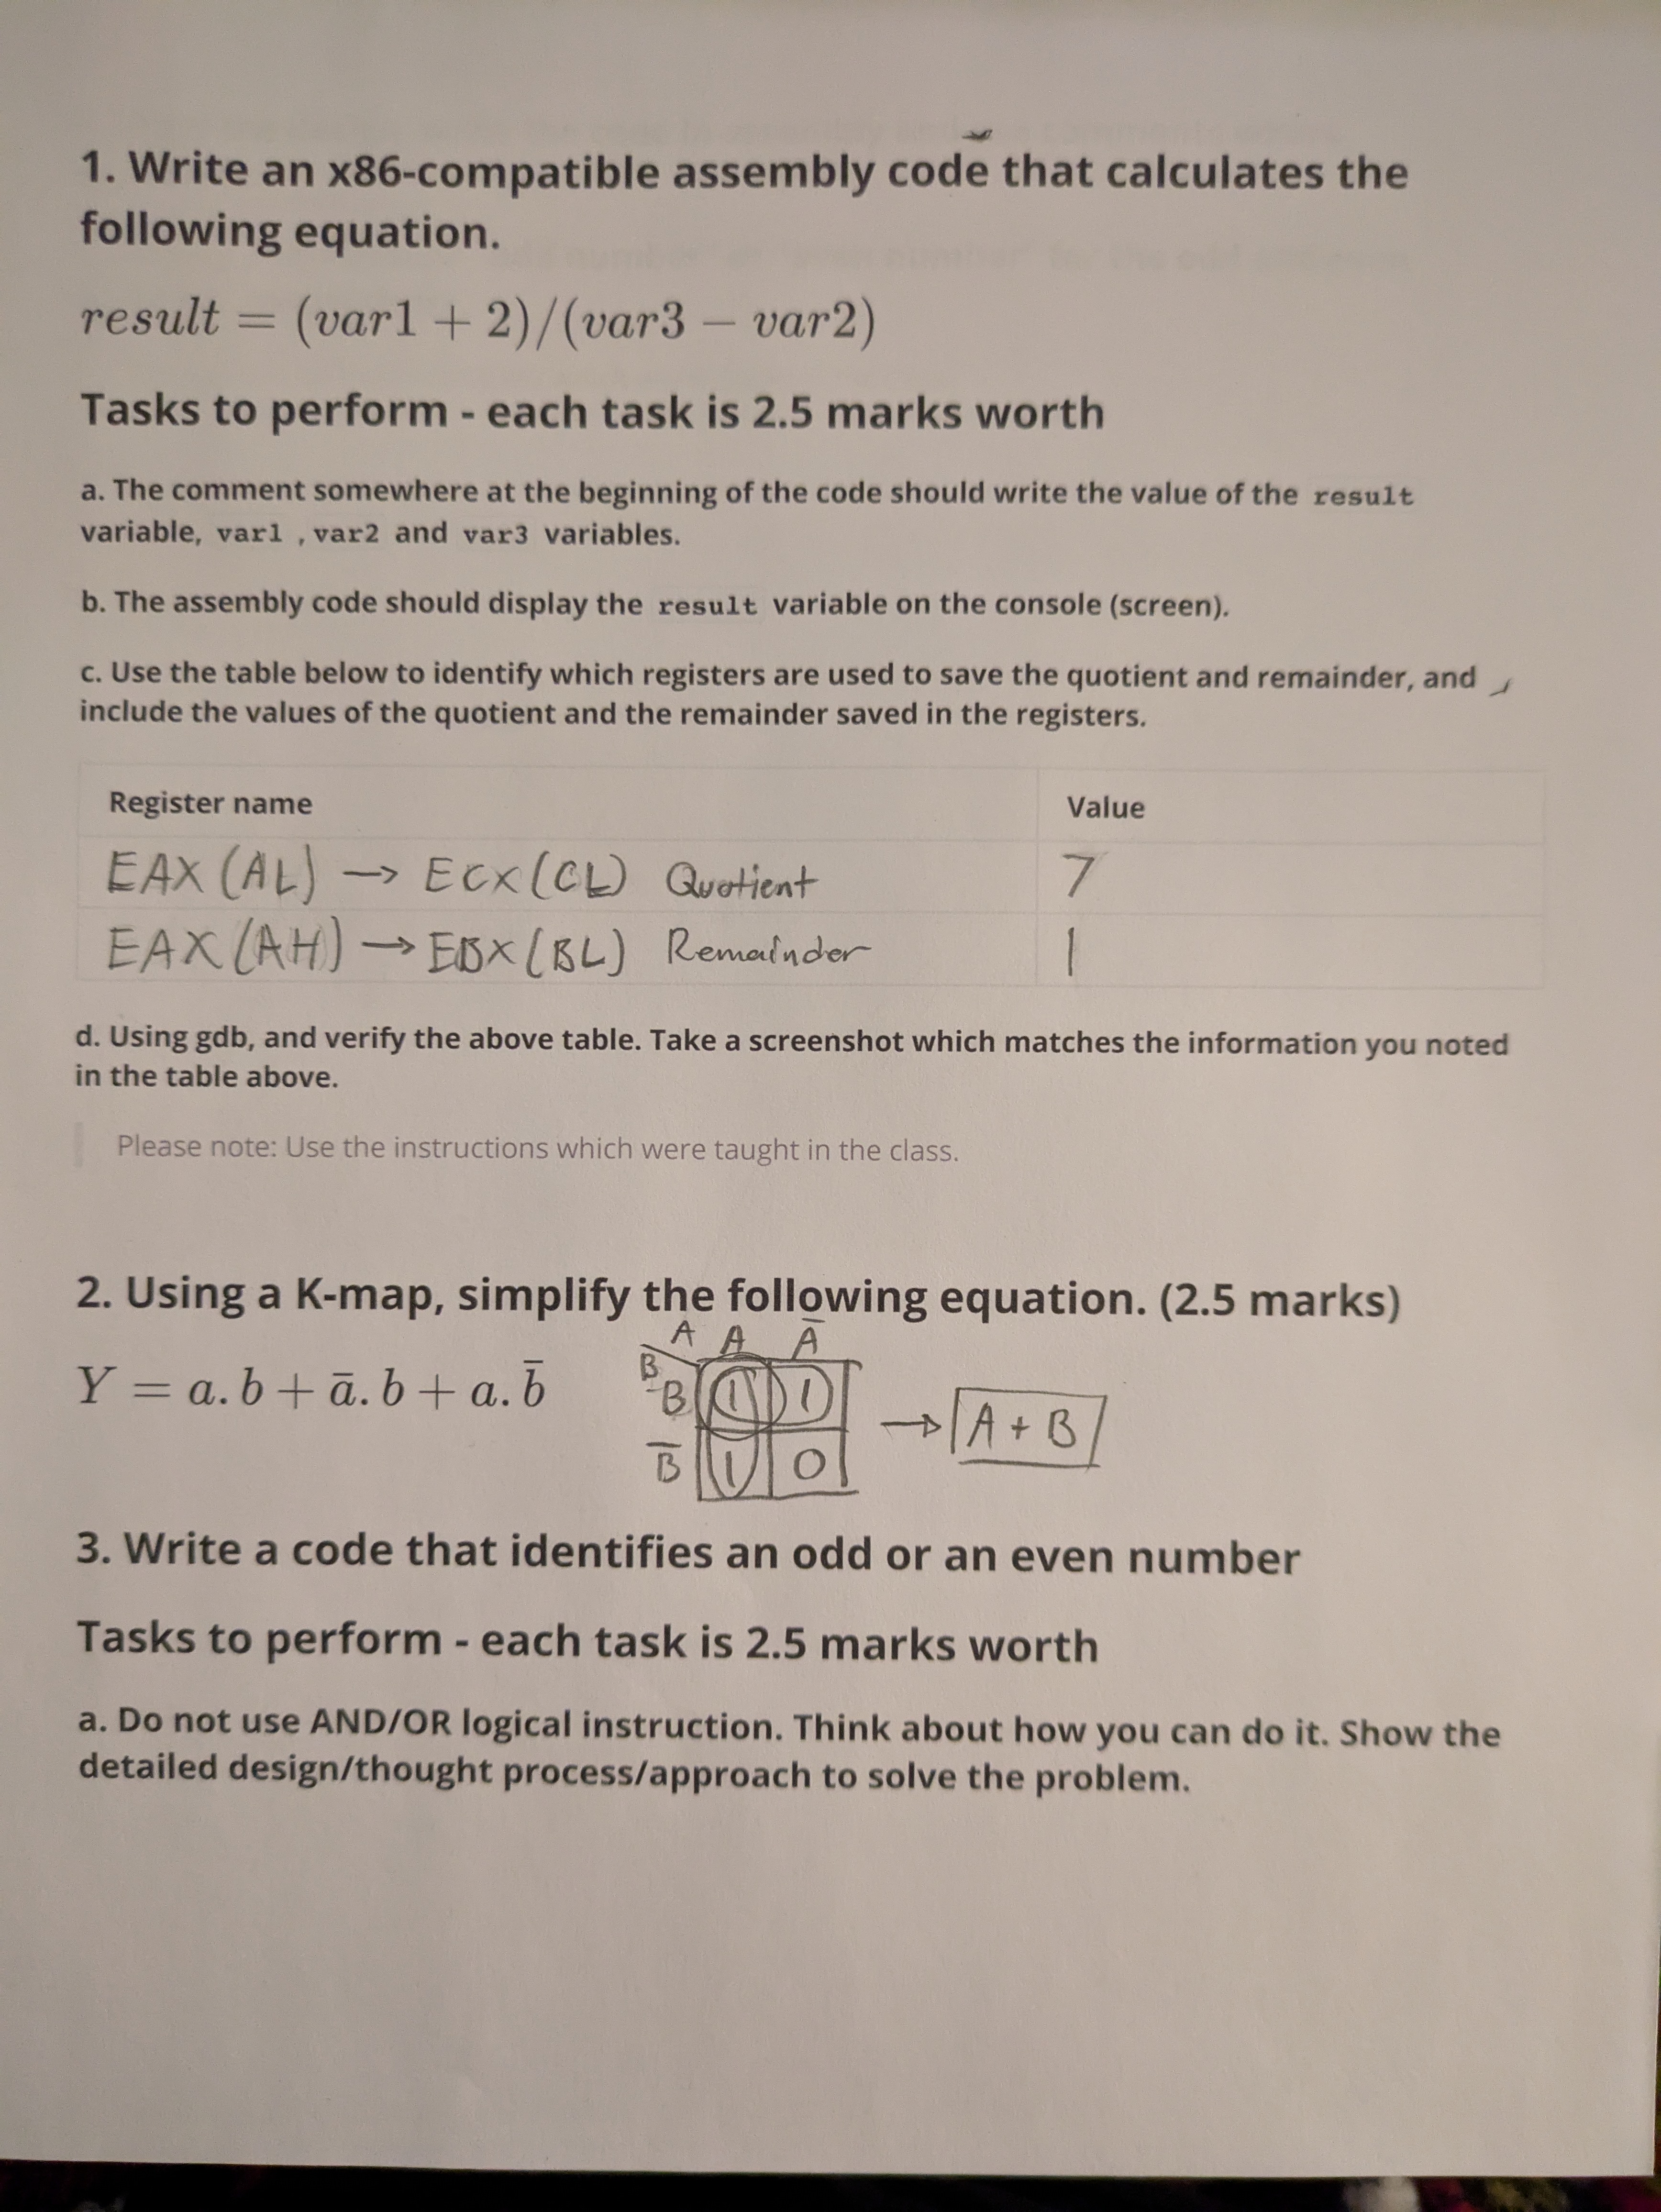 1. Write an x86-compatible assembly code that calculates the
following equation.
result = (var1 + 2)/(var3 − var2)
Tasks to perform - each task is 2.5 marks worth
a. The comment somewhere at the beginning of the code should write the value of the result
variable, var1 , var2 and var3 variables.
b. The assembly code should display the result variable on the console (screen).
c. Use the table below to identify which registers are used to save the quotient and remainder, and
include the values of the quotient and the remainder saved in the registers.
Register name Value
EAX (AL) → ECX (CL) Quotient 7
EAX (AH) → EBX (BL) Remainder 1
d. Using gdb, and verify the above table. Take a screenshot which matches the information you noted
in the table above.
Please note: Use the instructions which were taught in the class.
2. Using a K-map, simplify the following equation. (2.5 marks)
A A Ā
B
Y = a. b + ā. b + a. b̄
B 1 1
→ A + B
B̄ 1 0
3. Write a code that identifies an odd or an even number
Tasks to perform - each task is 2.5 marks worth
a. Do not use AND/OR logical instruction. Think about how you can do it. Show the
detailed design/thought process/approach to solve the problem.